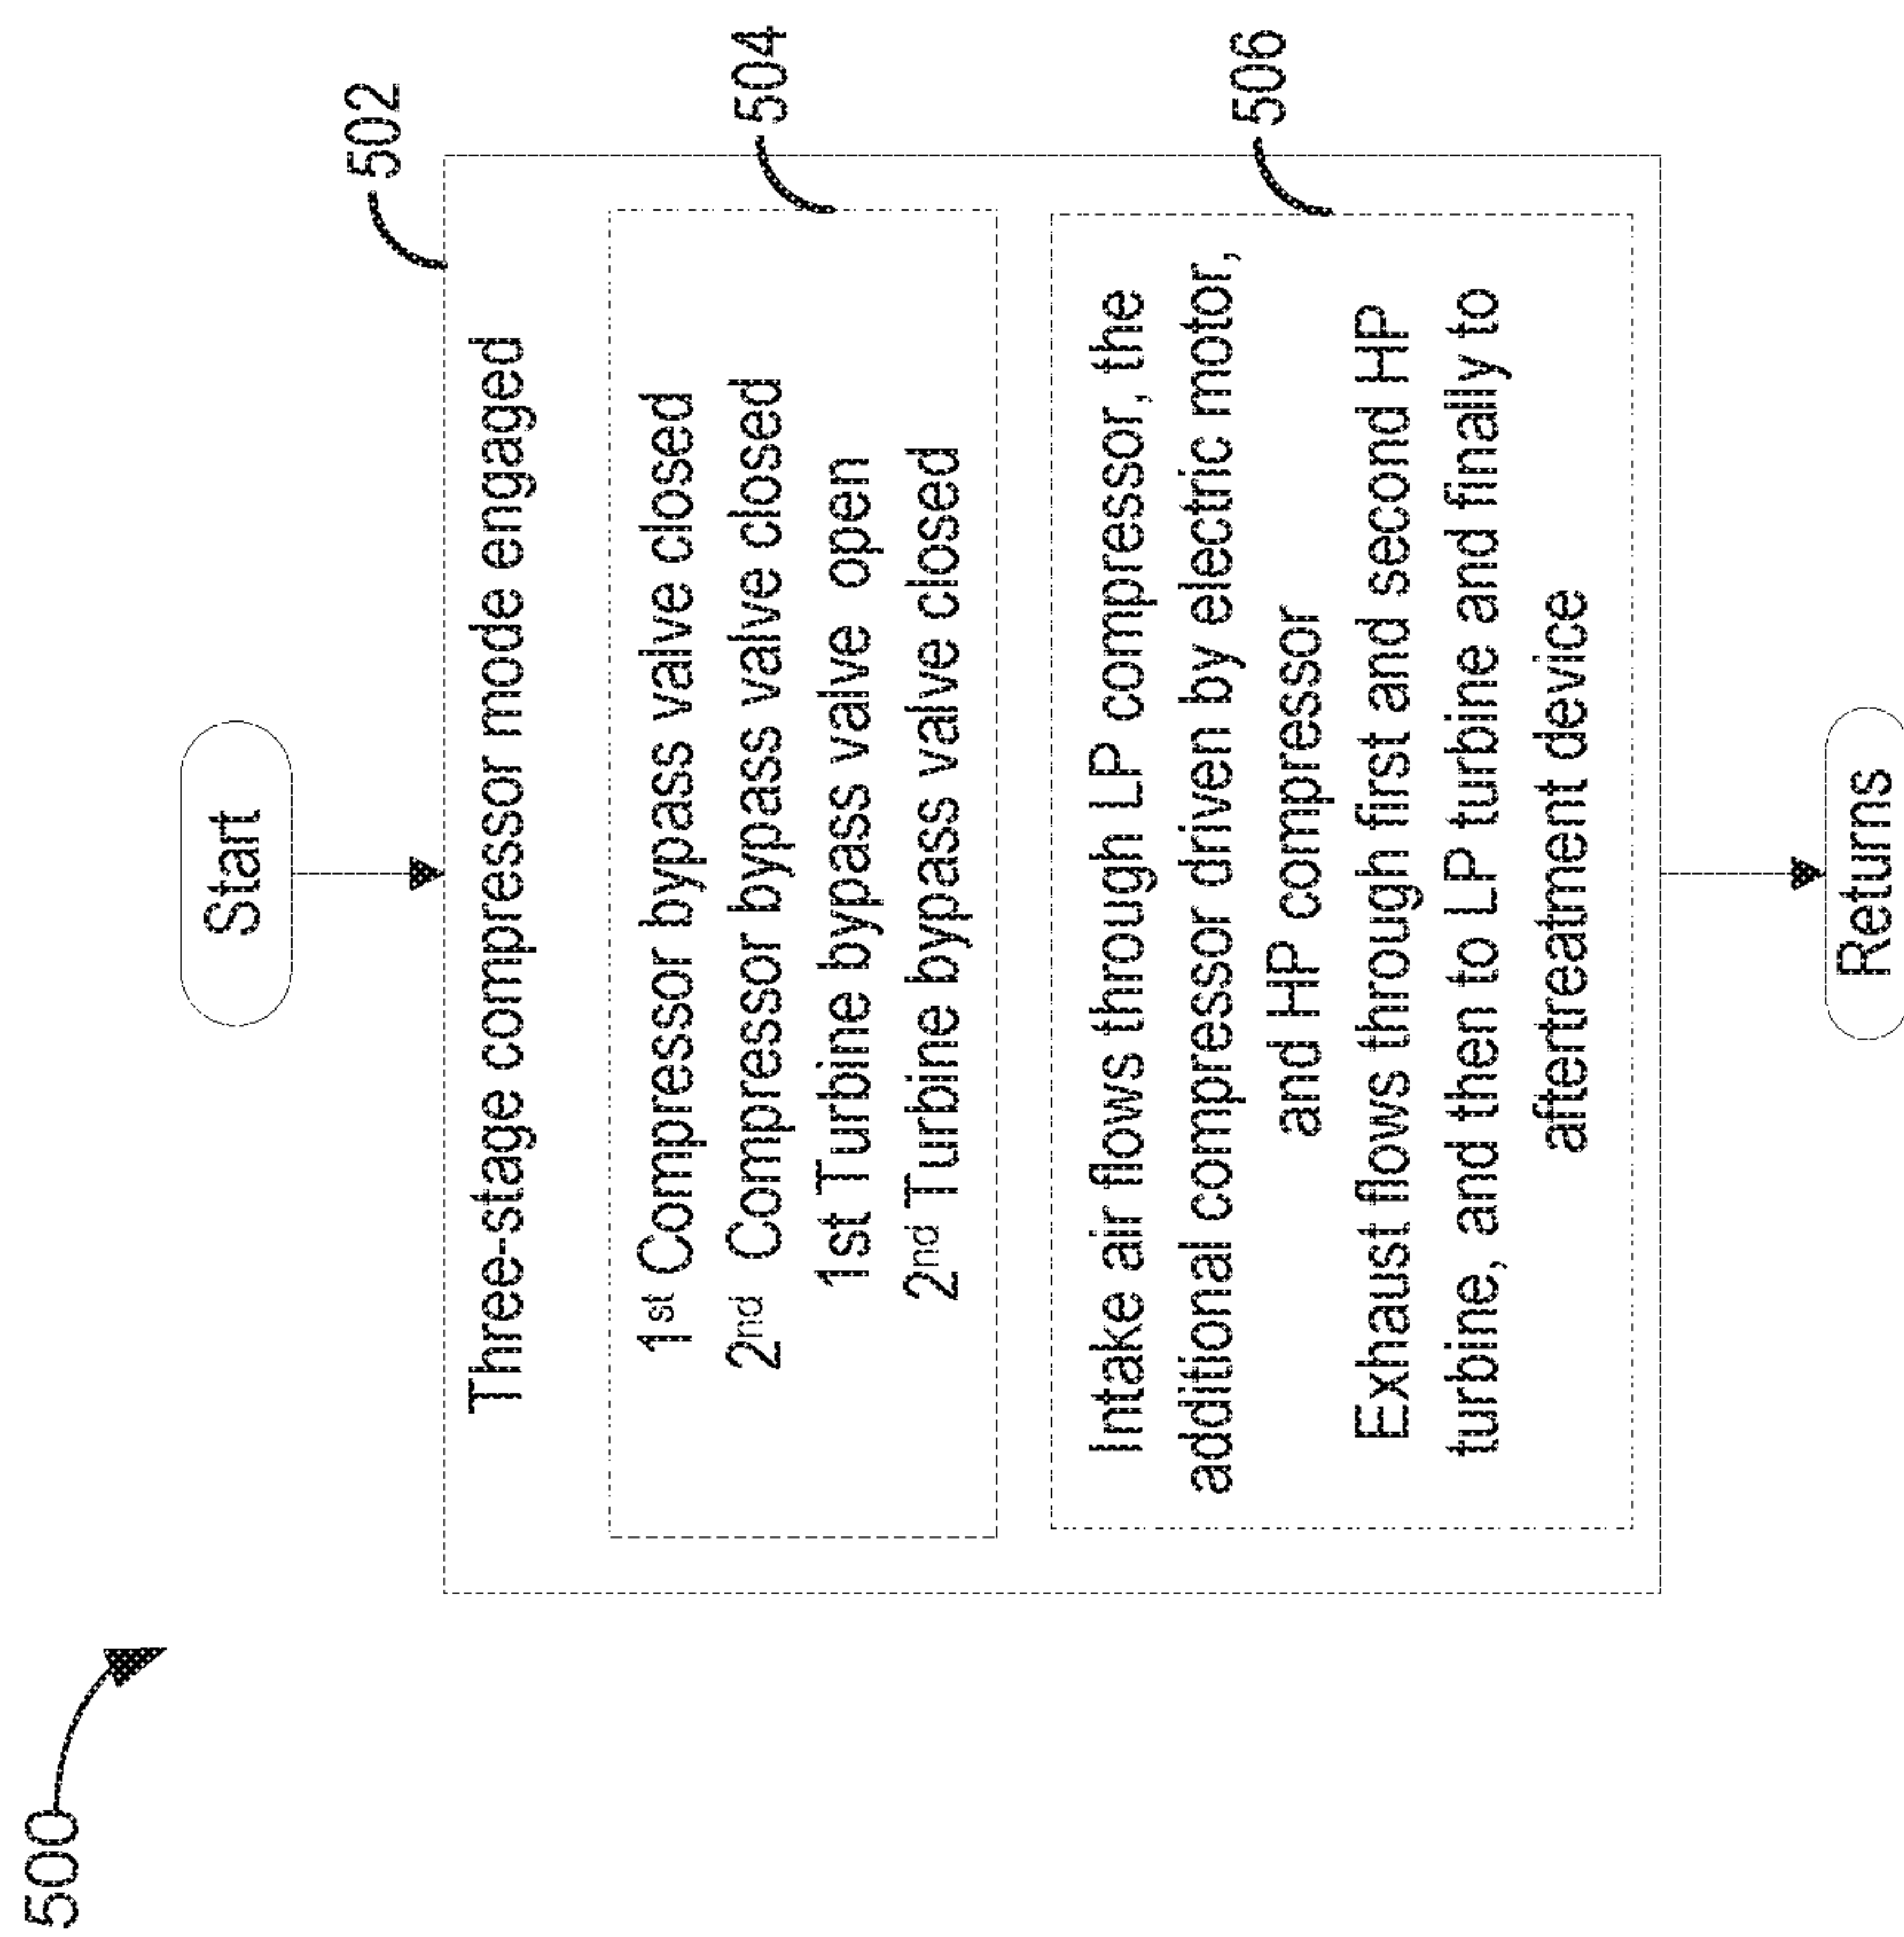 500
Start
502
Three-stage compressor mode engaged
504
1st Compressor bypass valve closed
2nd Compressor bypass valve closed
1st Turbine bypass valve open
2nd Turbine bypass valve closed
506
Intake air flows through LP compressor, the
additional compressor driven by electric motor,
and HP compressor
Exhaust flows through first and second HP
turbine, and then to LP turbine and finally to
aftertreatment device
Returns